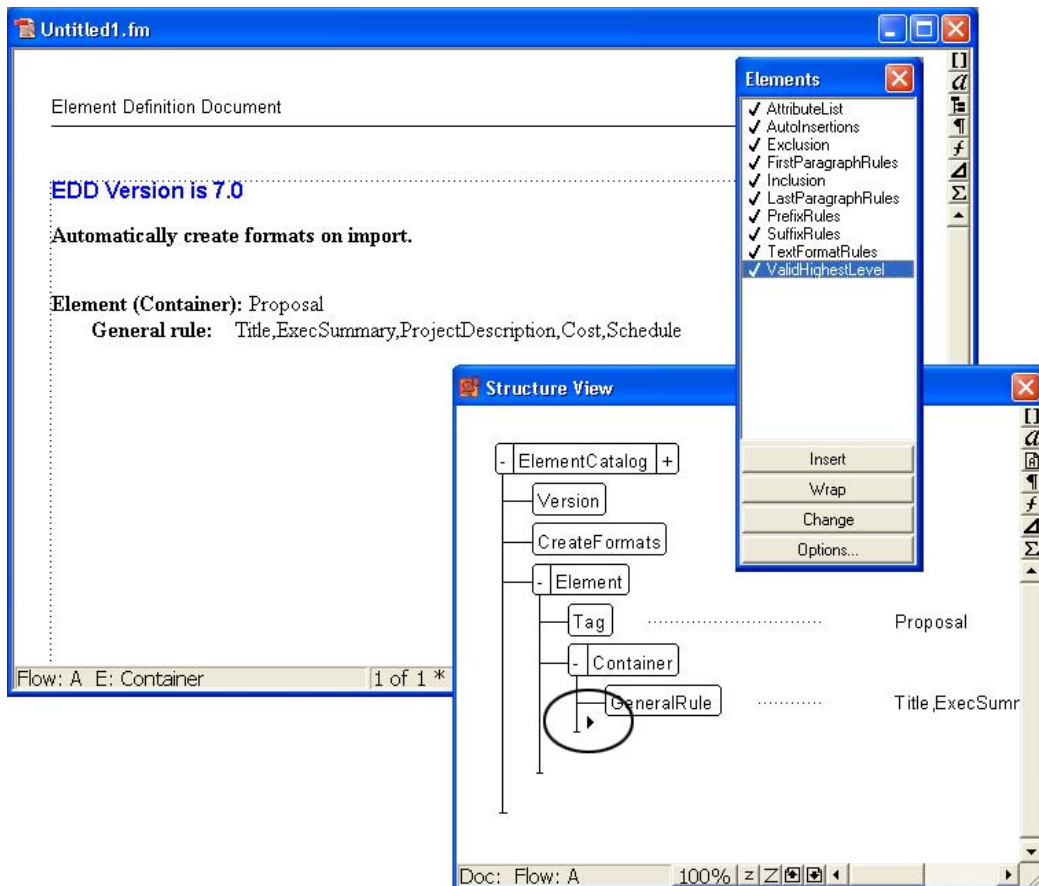 Untitled1.fm
Element Definition Document
EDD Version is 7.0
Automatically create formats on import.
Element (Container): Proposal
General rule: Title,ExecSummary,ProjectDescription,Cost,Schedule
Flow: A E: Container 1 of 1 *
Elements
AttributeList
AutoInsertions
Exclusion
FirstParagraphRules
Inclusion
LastParagraphRules
PrefixRules
SuffixRules
TextFormatRules
ValidHighestLevel
Insert
Wrap
Change
Options...
Structure View
- ElementCatalog +
Version
CreateFormats
- Element
Tag Proposal
- Container
GeneralRule Title,ExecSumr
Doc: Flow: A 100% z Z